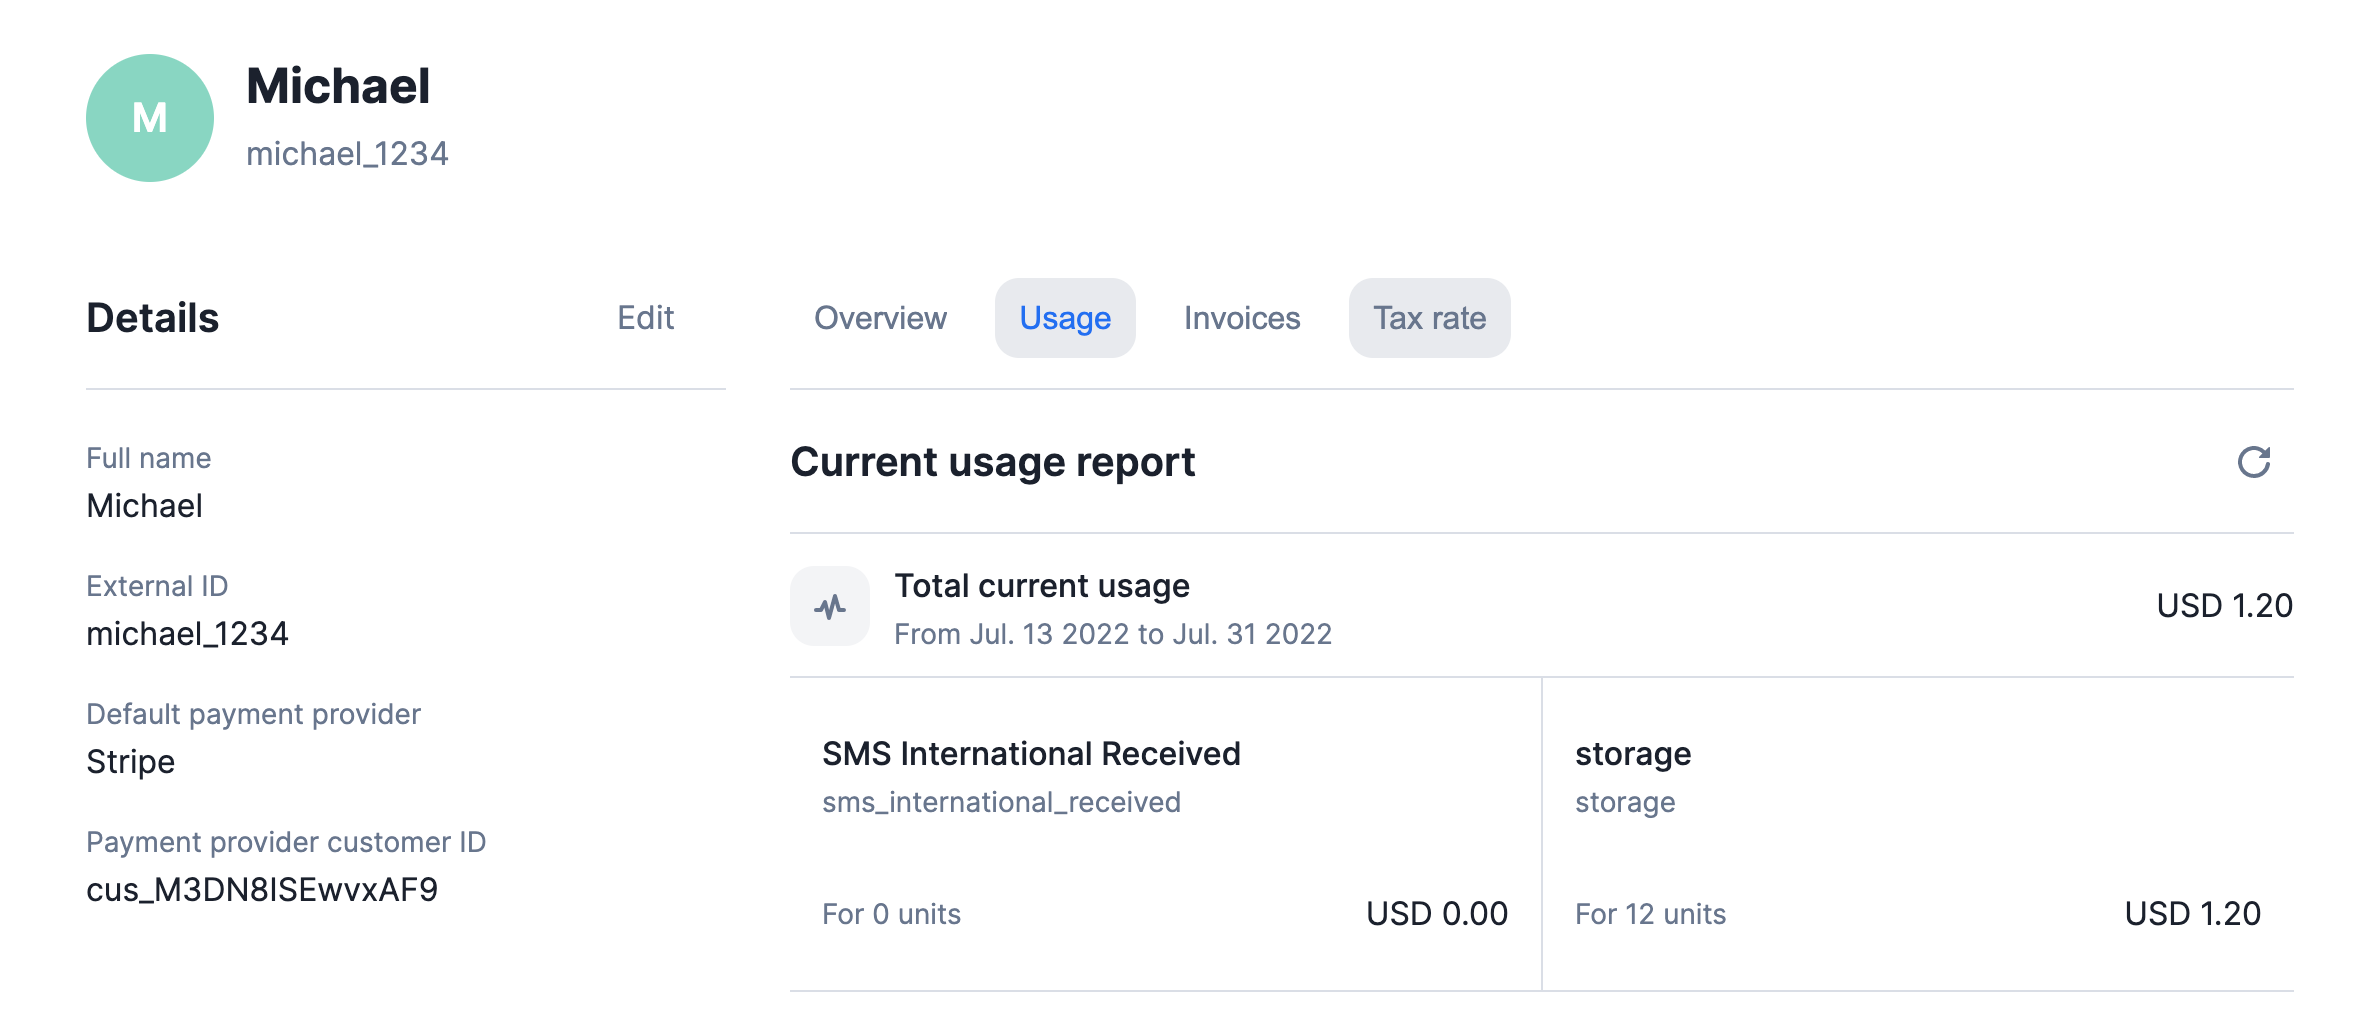 M
Michael
michael_1234
Details
Edit
Full name
Michael
External ID
michael_1234
Default payment provider
Stripe
Payment provider customer ID
cus_M3DN8ISEwvxAF9
Overview Usage Invoices Tax rate
Current usage report
Total current usage
From Jul. 13 2022 to Jul. 31 2022
USD 1.20
SMS International Received
sms_international_received
For 0 units
USD 0.00
storage
storage
For 12 units
USD 1.20